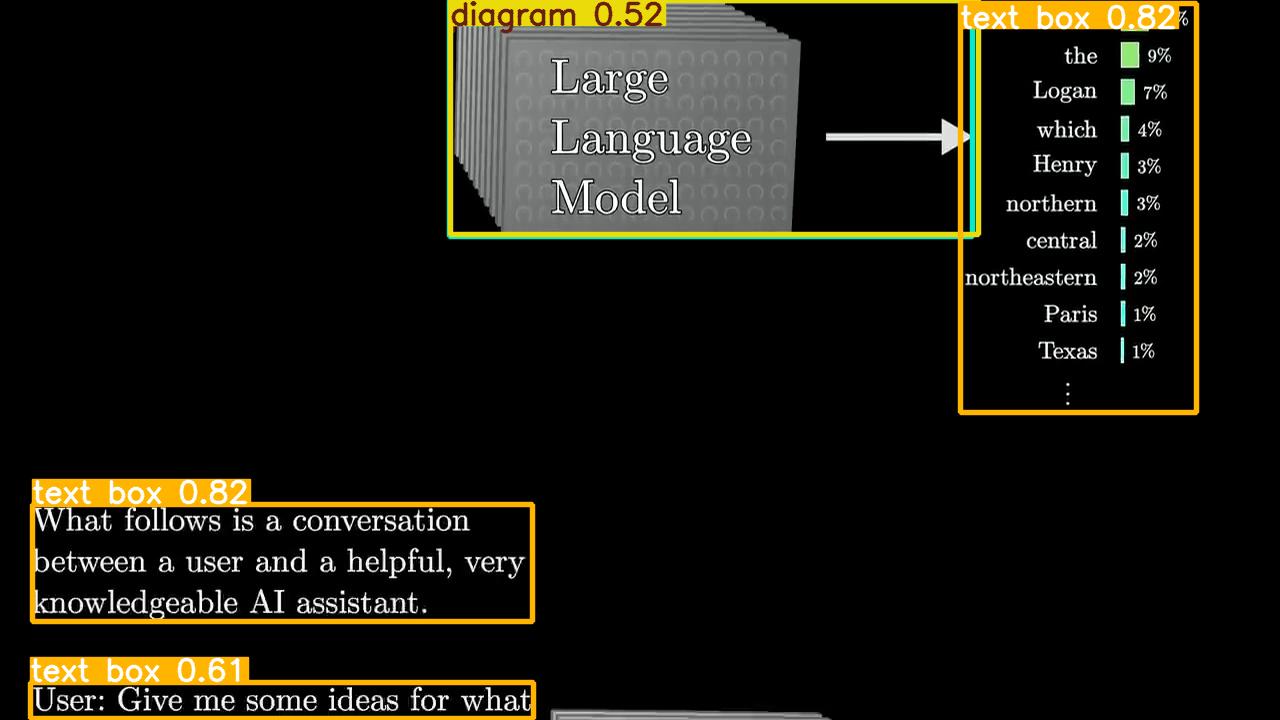 diagram 0.52
Large
Language
Model
text box 0.82
%
the 9%
Logan 7%
which 4%
Henry 3%
northern 3%
central 2%
northeastern 2%
Paris 1%
Texas 1%
⋮
text box 0.82
What follows is a conversation
between a user and a helpful, very
knowledgeable AI assistant.
text box 0.61
User: Give me some ideas for what